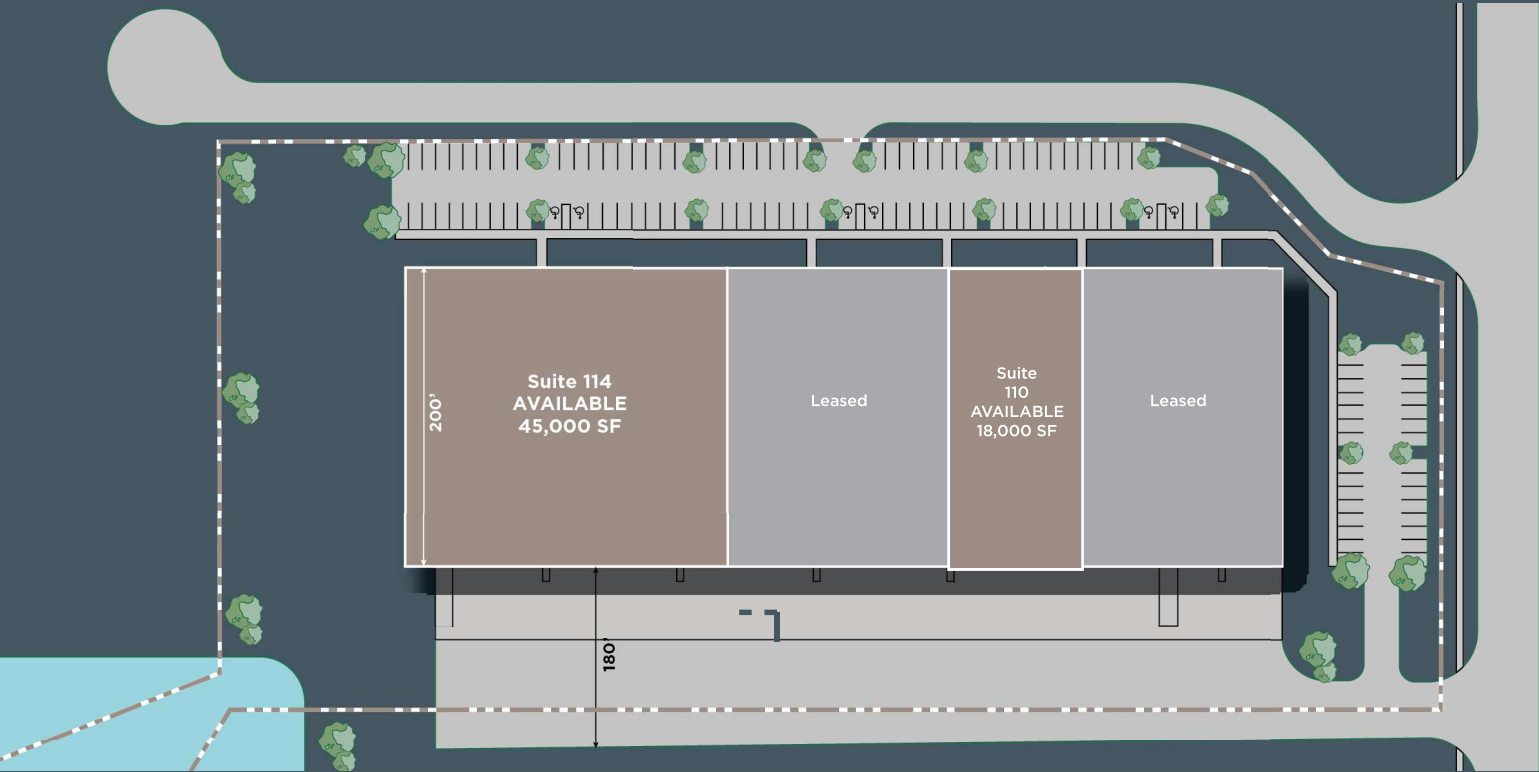 Suite 114
AVAILABLE
45,000 SF
200'
Leased
Suite
110
AVAILABLE
18,000 SF
Leased
180'